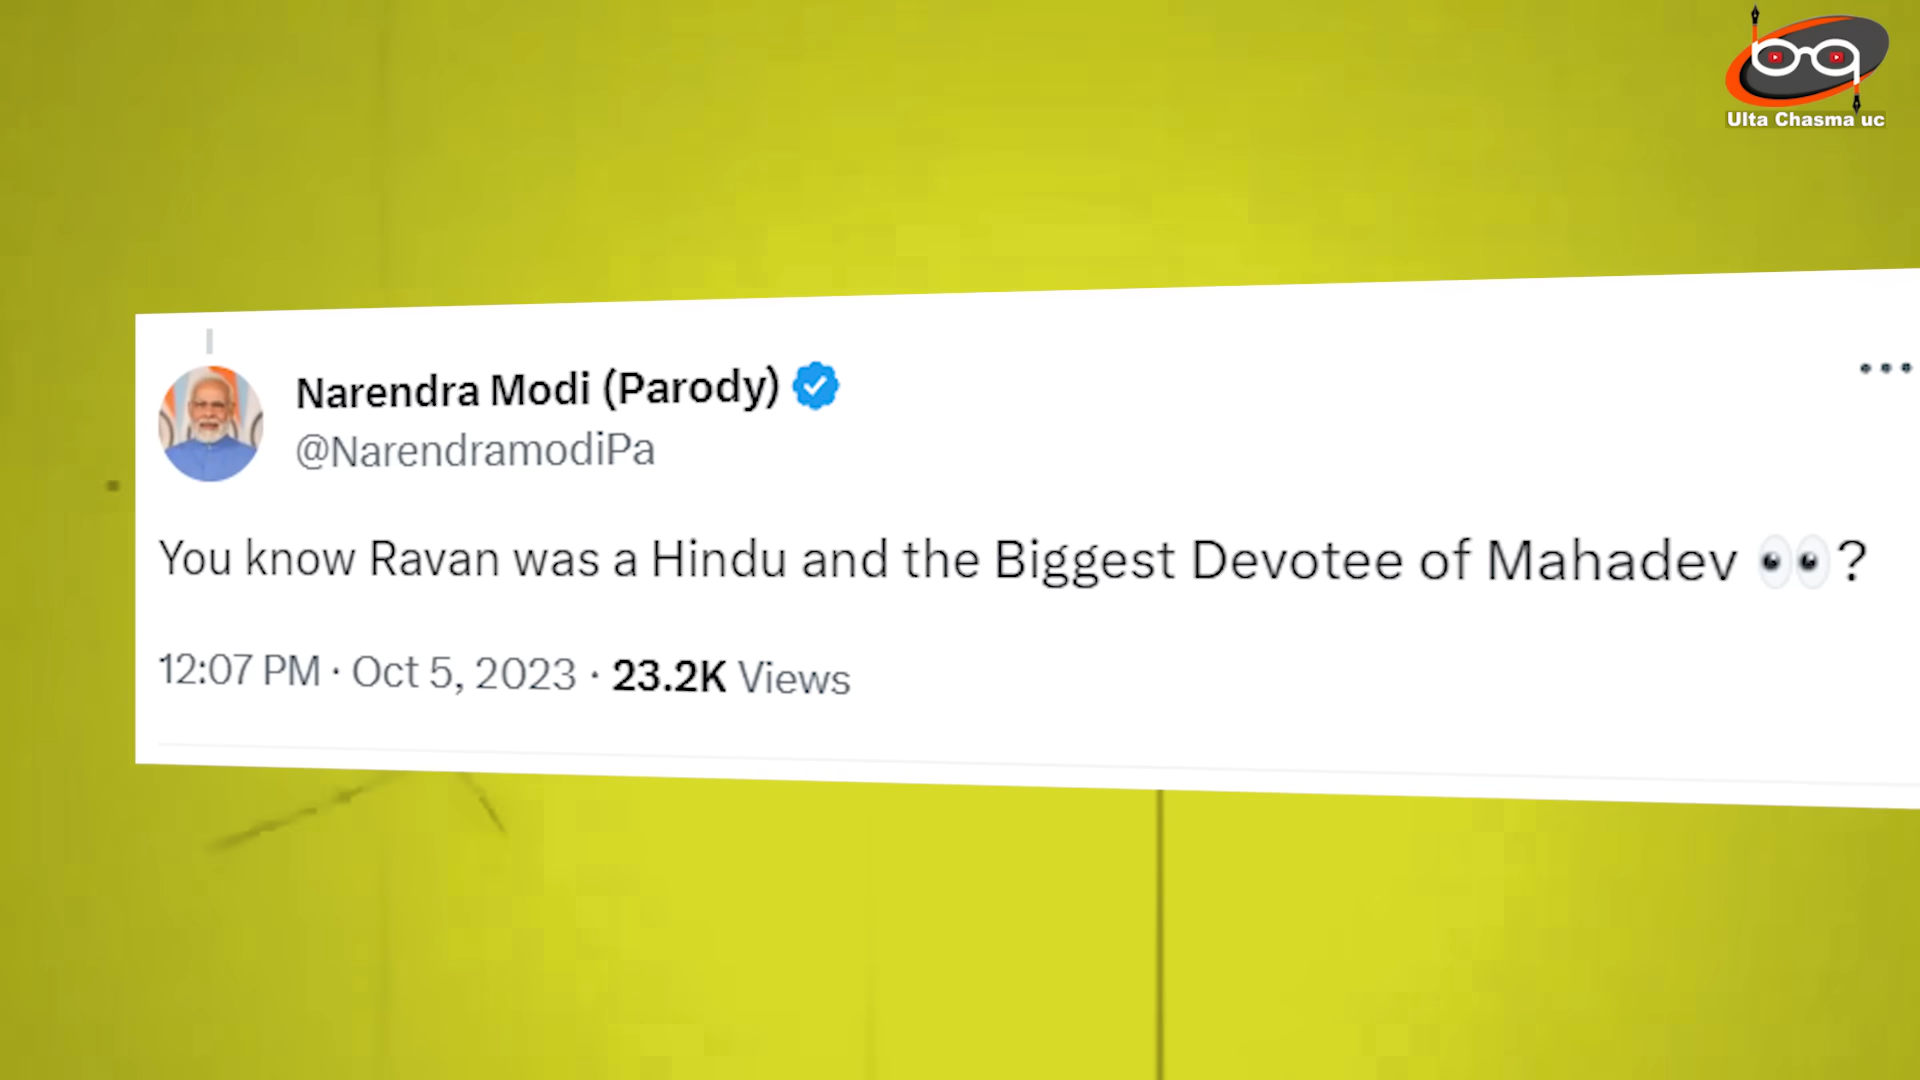 Ulta Chasma uc
Narendra Modi (Parody)
@NarendramodiPa
You know Ravan was a Hindu and the Biggest Devotee of Mahadev 👀?
12:07 PM · Oct 5, 2023 · 23.2K Views